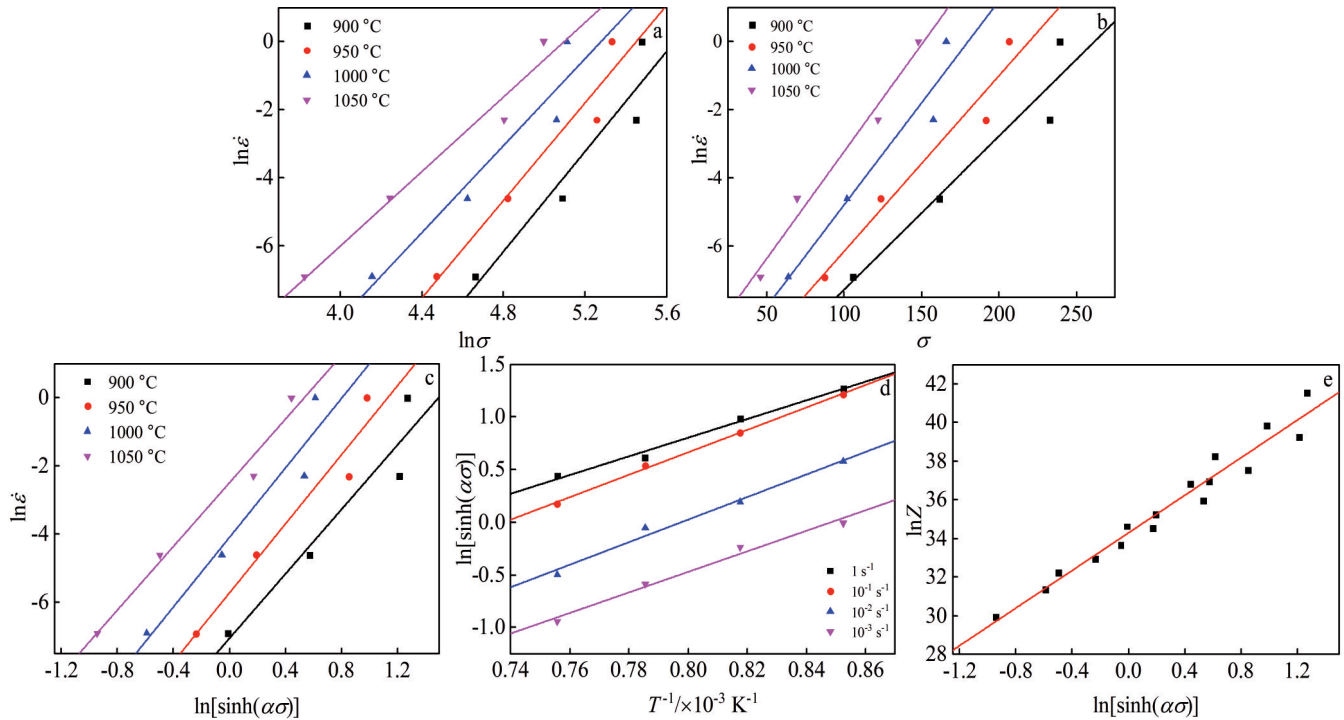 a
900 °C
950 °C
1000 °C
1050 °C
0
-2
-4
-6
ln ε̇
4.0 4.4 4.8 5.2 5.6
lnσ
b
900 °C
950 °C
1000 °C
1050 °C
0
-2
-4
-6
ln ε̇
50 100 150 200 250
σ
c
900 °C
950 °C
1000 °C
1050 °C
0
-2
-4
-6
ln ε̇
-1.2 -0.8 -0.4 0.0 0.4 0.8 1.2
ln[sinh(ασ)]
d
1.5
1.0
0.5
0.0
-0.5
-1.0
ln[sinh(ασ)]
1 s⁻¹
10⁻¹ s⁻¹
10⁻² s⁻¹
10⁻³ s⁻¹
0.74 0.76 0.78 0.80 0.82 0.84 0.86
T⁻¹/×10⁻³ K⁻¹
e
42
40
38
36
34
32
30
28
lnZ
-1.2 -0.8 -0.4 0.0 0.4 0.8 1.2
ln[sinh(ασ)]